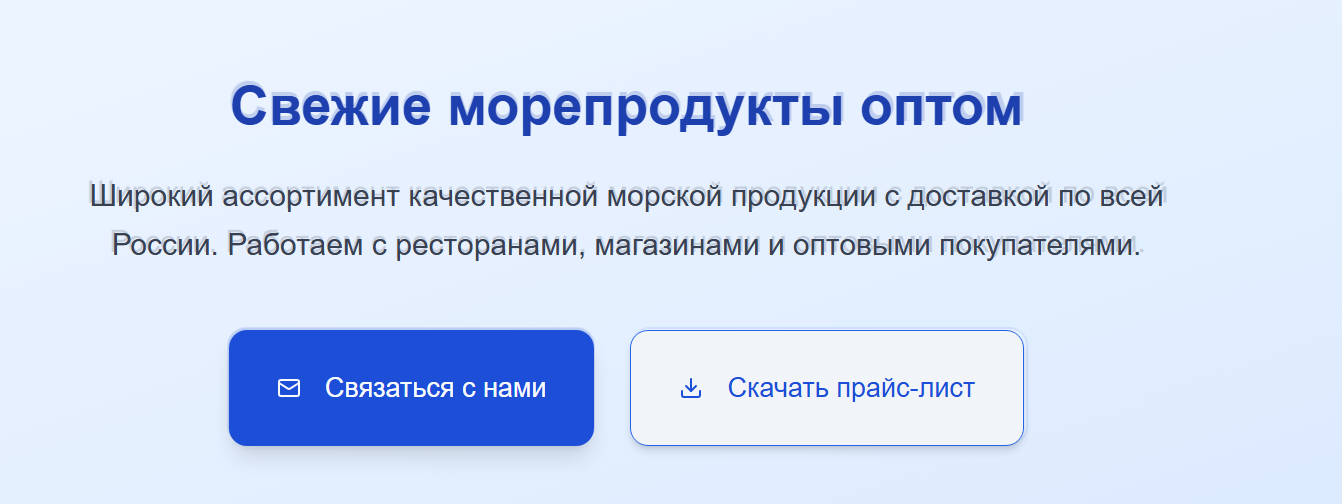 Свежие морепродукты оптом
Широкий ассортимент качественной морской продукции с доставкой по всей
России. Работаем с ресторанами, магазинами и оптовыми покупателями.
Связаться с нами
Скачать прайс-лист